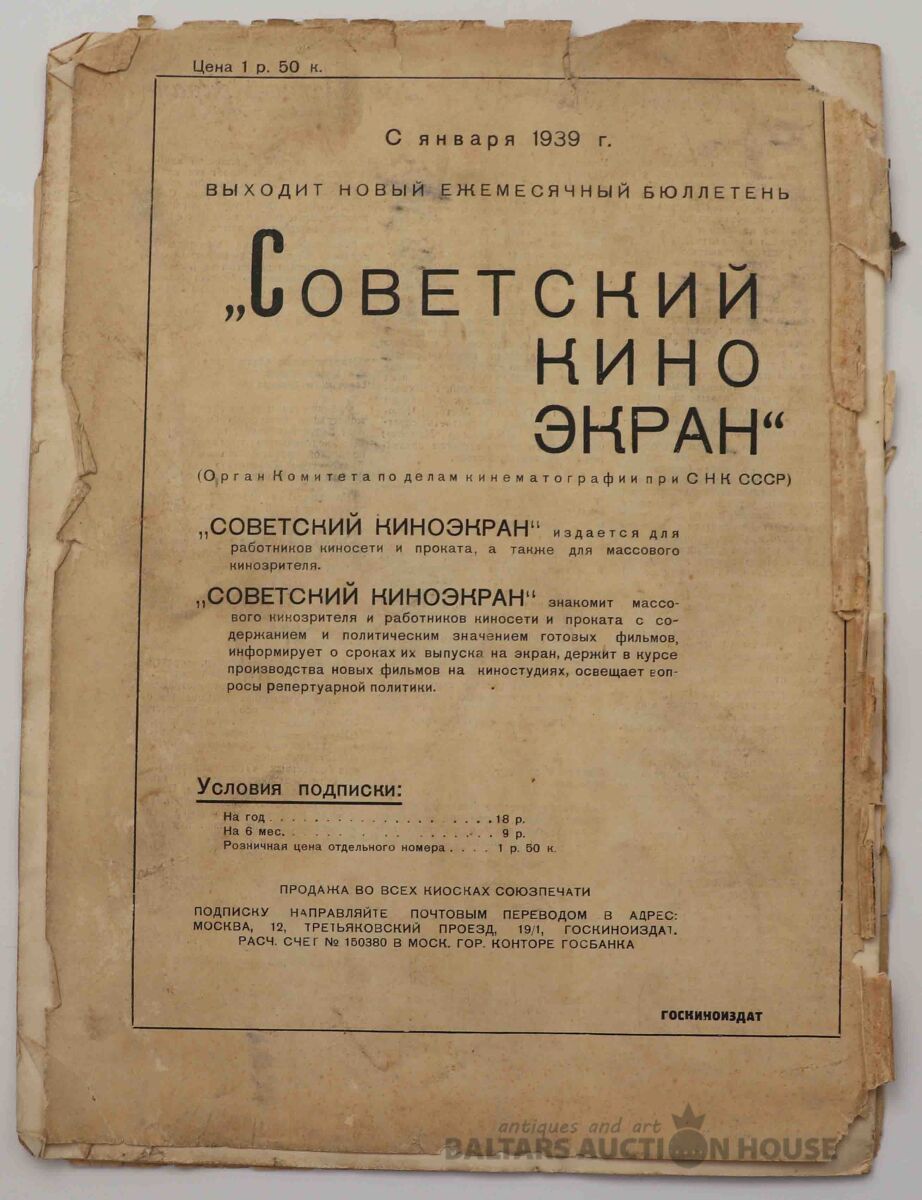 Цена 1 р. 50 к.
С января 1939 г.
ВЫХОДИТ НОВЫЙ ЕЖЕМЕСЯЧНЫЙ БЮЛЛЕТЕНЬ
„СОВЕТСКИЙ
КИНО
ЭКРАН“
(Орган Комитета по делам кинематографии при СНК СССР)
„СОВЕТСКИЙ КИНОЭКРАН“ издается для
работников киносети и проката, а также для массового
кинозрителя.
„СОВЕТСКИЙ КИНОЭКРАН“ знакомит массо-
вого кинозрителя и работников киносети и проката с со-
держанием и политическим значением готовых фильмов,
информирует о сроках их выпуска на экран, держит в курсе
производства новых фильмов на киностудиях, освещает воп-
росы репертуарной политики.
Условия подписки:
На год . . . . . . . . . . . . . . . . . . . . 18 р.
На 6 мес. . . . . . . . . . . . . . . . . 9 р.
Розничная цена отдельного номера . . . . 1 р. 50 к.
ПРОДАЖА ВО ВСЕХ КИОСКАХ СОЮЗПЕЧАТИ
ПОДПИСКУ НАПРАВЛЯЙТЕ ПОЧТОВЫМ ПЕРЕВОДОМ В АДРЕС:
МОСКВА, 12, ТРЕТЬЯКОВСКИЙ ПРОЕЗД, 19/1, ГОСКИНОИЗДАТ.
РАСЧ. СЧЕТ № 150380 В МОСК. ГОР. КОНТОРЕ ГОСБАНКА
ГОСКИНОИЗДАТ
antiques and art
BALTARS AUCTION HOUSE